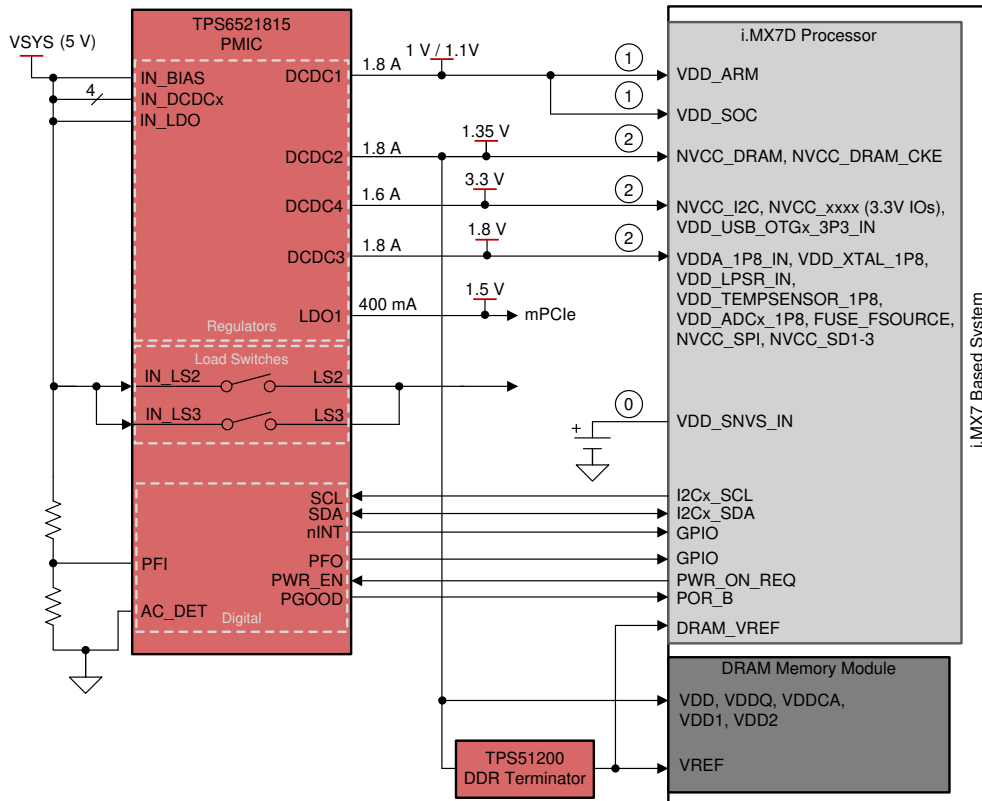 VSYS (5 V)
TPS6521815
PMIC
IN_BIAS
4
IN_DCDCx
IN_LDO
DCDC1
1.8 A
1 V / 1.1V
DCDC2
1.8 A
1.35 V
DCDC4
1.6 A
3.3 V
DCDC3
1.8 A
1.8 V
LDO1
400 mA
1.5 V
mPCIe
Regulators
Load Switches
IN_LS2
LS2
IN_LS3
LS3
SCL
SDA
nINT
PFI
PFO
PWR_EN
PGOOD
AC_DET
Digital
i.MX7D Processor
1
VDD_ARM
1
VDD_SOC
2
NVCC_DRAM, NVCC_DRAM_CKE
2
NVCC_I2C, NVCC_xxxx (3.3V IOs),
VDD_USB_OTGx_3P3_IN
2
VDDA_1P8_IN, VDD_XTAL_1P8,
VDD_LPSR_IN,
VDD_TEMPSENSOR_1P8,
VDD_ADCx_1P8, FUSE_FSOURCE,
NVCC_SPI, NVCC_SD1-3
0
+
VDD_SNVS_IN
I2Cx_SCL
I2Cx_SDA
GPIO
GPIO
PWR_ON_REQ
POR_B
DRAM_VREF
i.MX7 Based System
DRAM Memory Module
VDD, VDDQ, VDDCA,
VDD1, VDD2
VREF
TPS51200
DDR Terminator